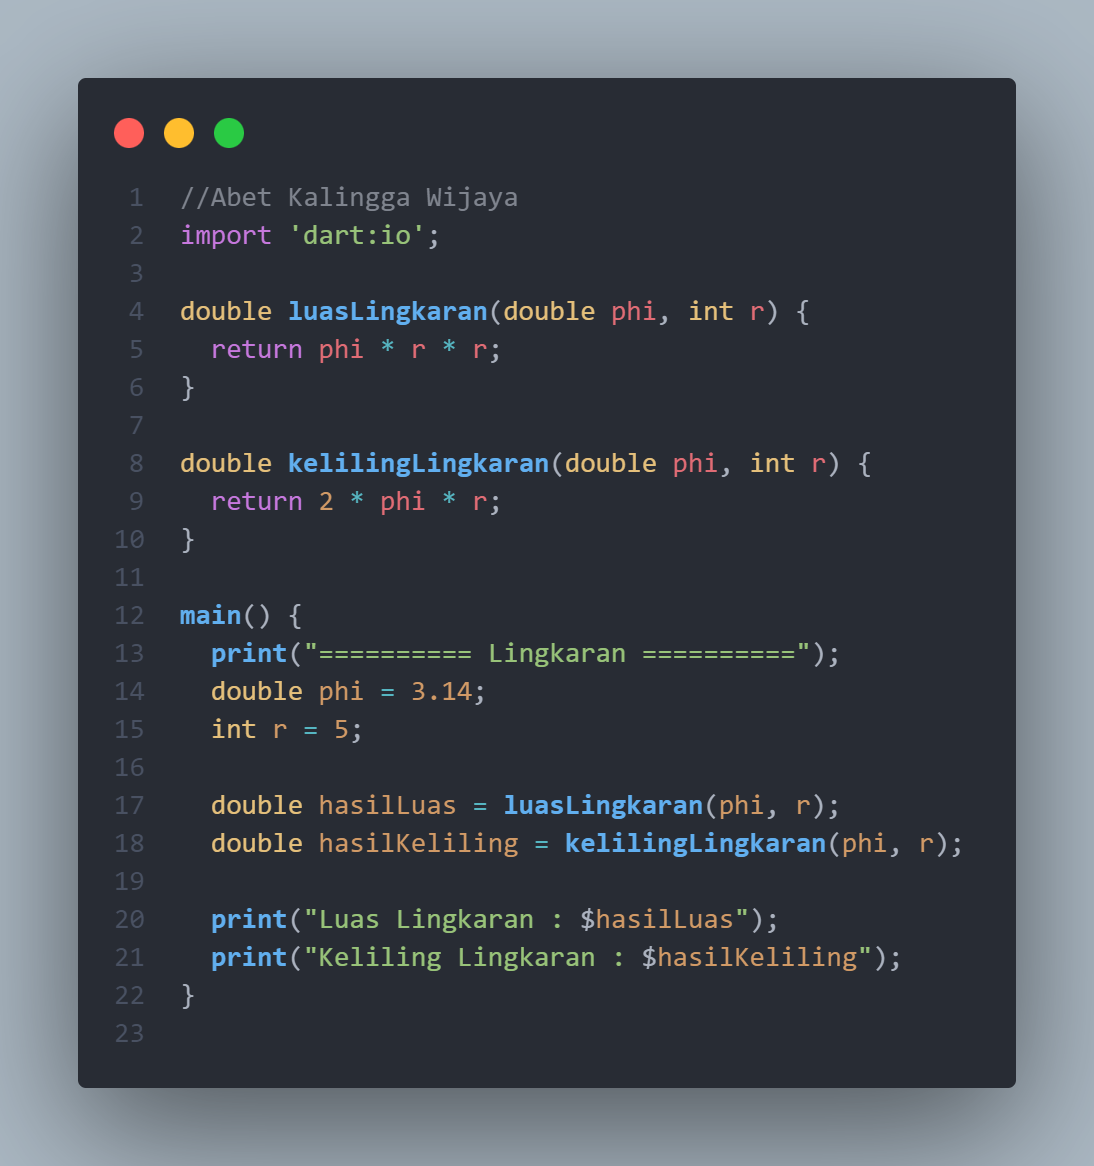 1 //Abet Kalingga Wijaya
2 import 'dart:io';
3
4 double luasLingkaran(double phi, int r) {
5   return phi * r * r;
6 }
7
8 double kelilingLingkaran(double phi, int r) {
9   return 2 * phi * r;
10 }
11
12 main() {
13   print("========== Lingkaran ==========");
14   double phi = 3.14;
15   int r = 5;
16
17   double hasilLuas = luasLingkaran(phi, r);
18   double hasilKeliling = kelilingLingkaran(phi, r);
19
20   print("Luas Lingkaran : $hasilLuas");
21   print("Keliling Lingkaran : $hasilKeliling");
22 }
23